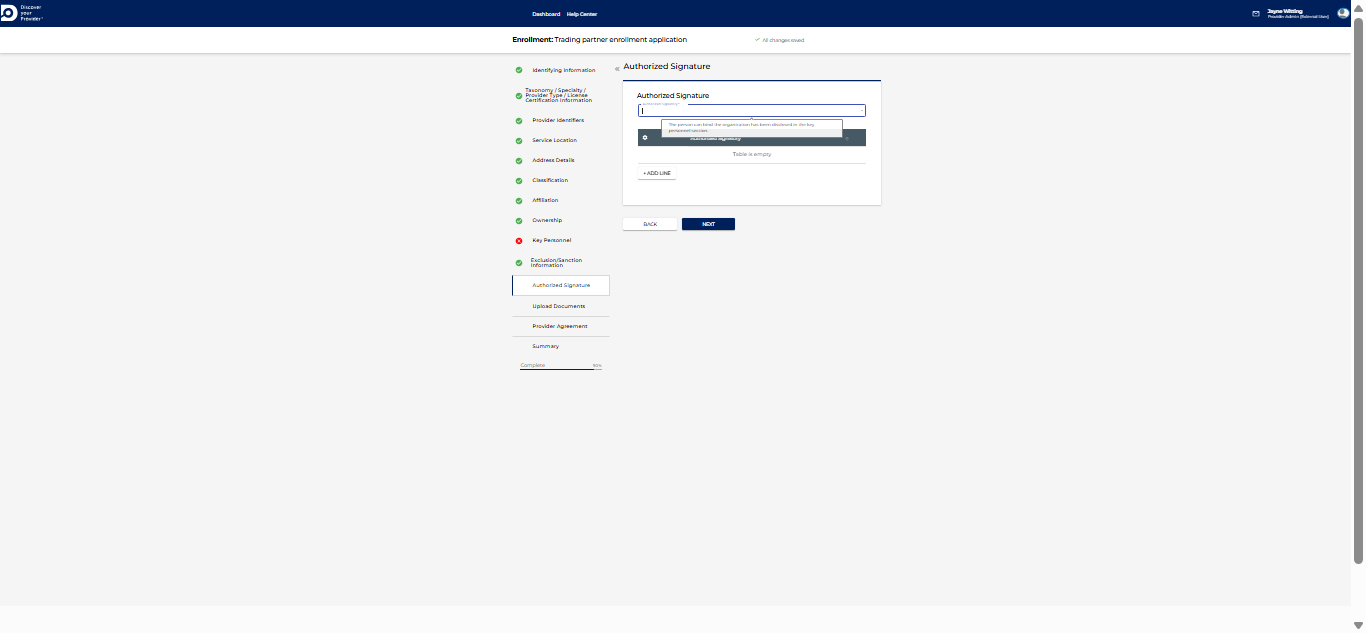 Discover
your
Provider™
Dashboard
Help Center
Jayne Witting
Provider Admin (External User)
Enrollment: Trading partner enrollment application
All changes saved
Identifying Information
Taxonomy / Specialty /
Provider Type / License
Certification Information
Provider Identifiers
Service Location
Address Details
Classification
Affiliation
Ownership
Key Personnel
Exclusion/Sanction
Information
Authorized Signature
Upload Documents
Provider Agreement
Summary
Complete
90%
Authorized Signature
Authorized Signature
Authorized Signatory*
The person can bind the organization has been disclosed in the key
personnel section.
Authorized Signatory
Table is empty
+ ADD LINE
BACK
NEXT